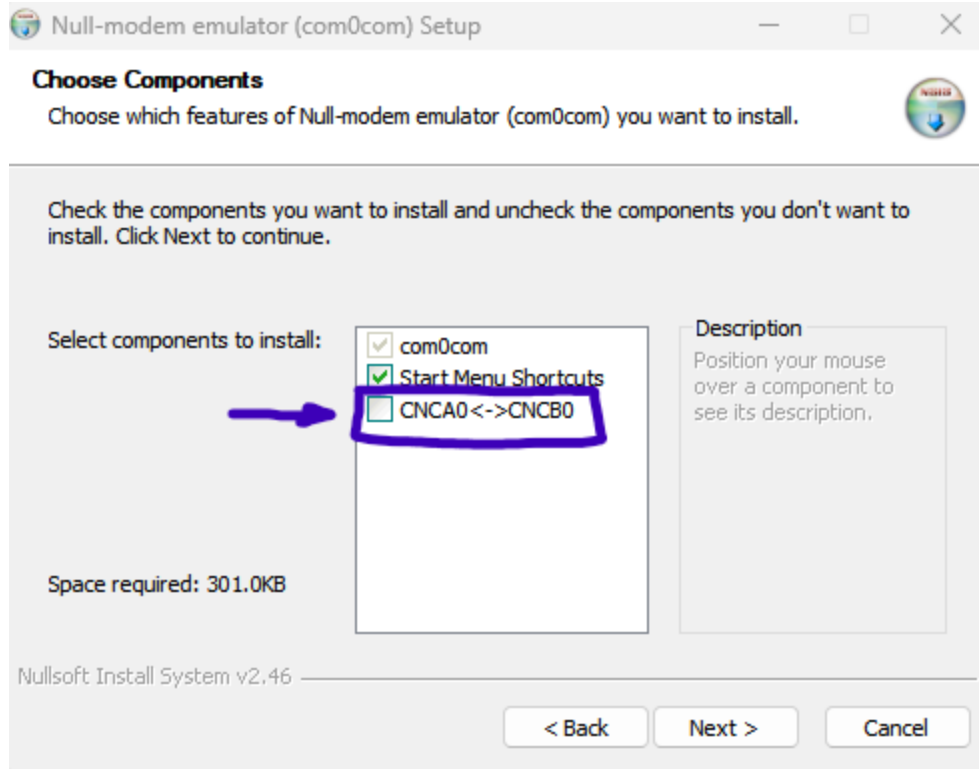 Null-modem emulator (com0com) Setup
Choose Components
Choose which features of Null-modem emulator (com0com) you want to install.
Check the components you want to install and uncheck the components you don't want to
install. Click Next to continue.
Select components to install:
com0com
Start Menu Shortcuts
CNCA0<->CNCB0
Description
Position your mouse
over a component to
see its description.
Space required: 301.0KB
Nullsoft Install System v2.46
< Back
Next >
Cancel